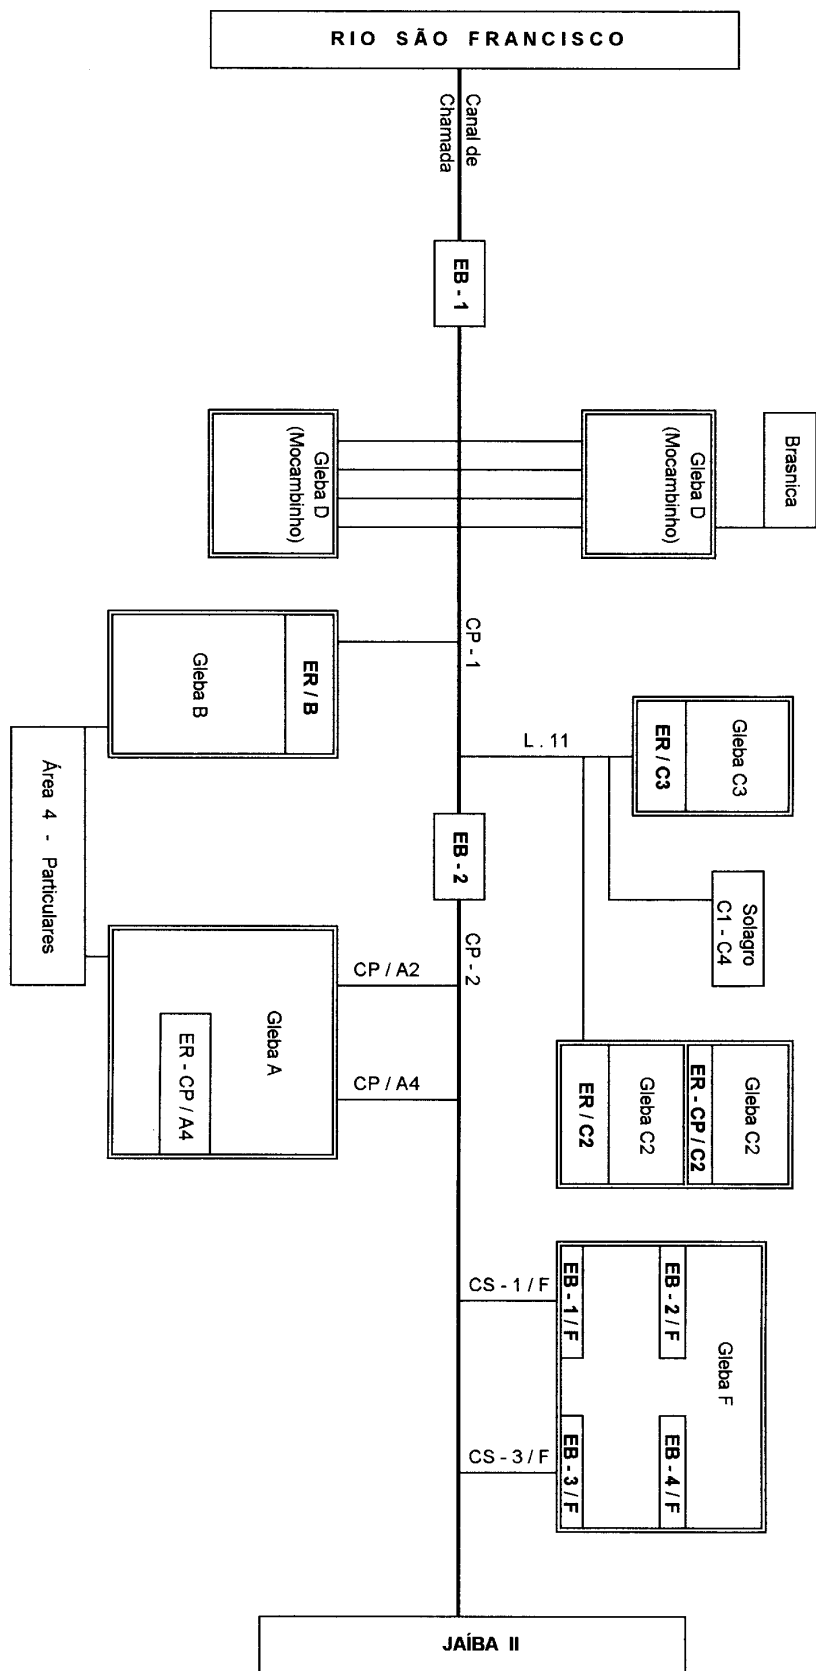 RIO SÃO FRANCISCO
Canal de
Chamada
EB - 1
Gleba D
(Mocambinho)
Gleba D
(Mocambinho)
Brasnica
CP - 1
ER / B
Gleba B
L . 11
Gleba C3
ER / C3
Área 4 - Particulares
EB - 2
Solagro
C1 - C4
CP - 2
CP / A2
Gleba A
ER - CP / A4
CP / A4
Gleba C2
ER - CP / C2
Gleba C2
ER / C2
CS - 1 / F
EB - 1 / F
EB - 2 / F
Gleba F
CS - 3 / F
EB - 3 / F
EB - 4 / F
JAÍBA II